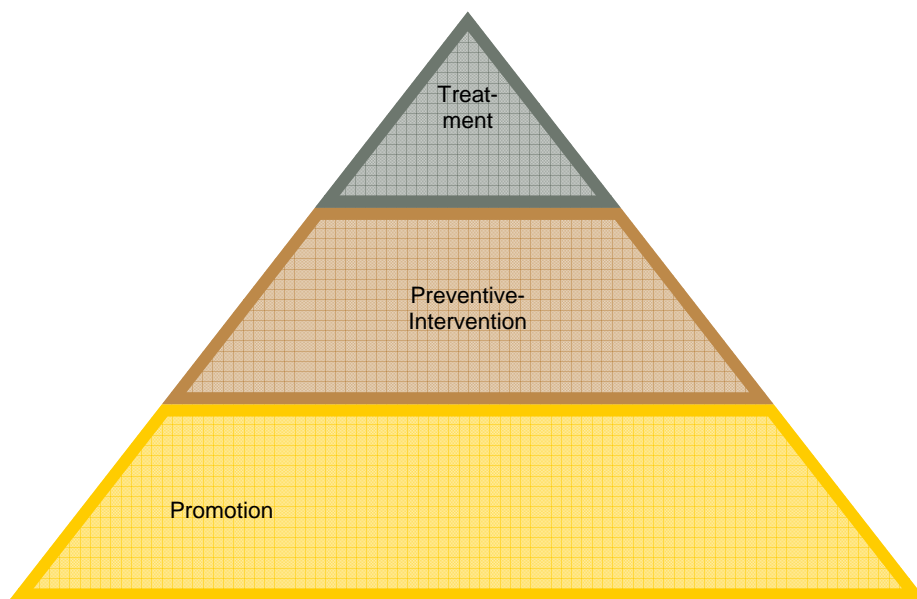 Treat-
ment
Preventive-
Intervention
Promotion